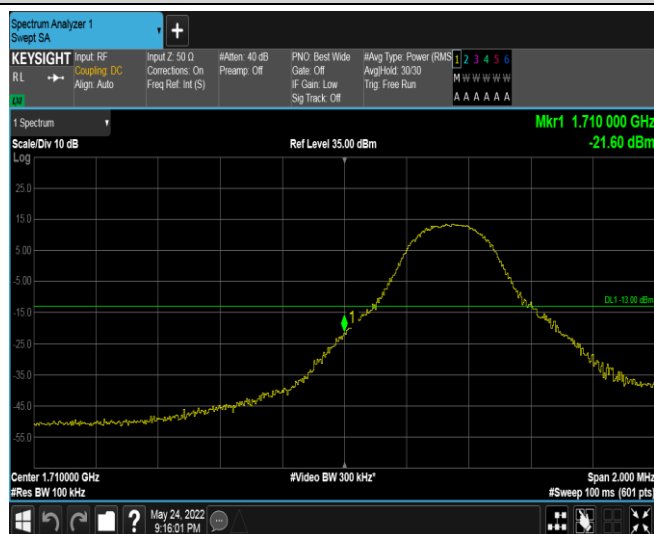 Spectrum Analyzer 1
Swept SA
+
KEYSIGHT Input: RF Input Z: 50 Ω #Atten: 40 dB PNO: Best Wide #Avg Type: Power (RMS 1 2 3 4 5 6
RL Coupling: DC Corrections: On Preamp: Off Gate: Off Avg|Hold: 30/30 M W W W W W
Align: Auto Freq Ref: Int (S) IF Gain: Low Trig: Free Run
Sig Track: Off A A A A A A
1 Spectrum Mkr1 1.710 000 GHz
Scale/Div 10 dB Ref Level 35.00 dBm -21.60 dBm
Log
25.0
15.0
5.00
-5.00
DL1 -13.00 dBm
-15.0
1
-25.0
-35.0
-45.0
-55.0
Center 1.710000 GHz #Video BW 300 kHz* Span 2.000 MHz
#Res BW 100 kHz #Sweep 100 ms (601 pts)
? May 24, 2022
9:16:01 PM